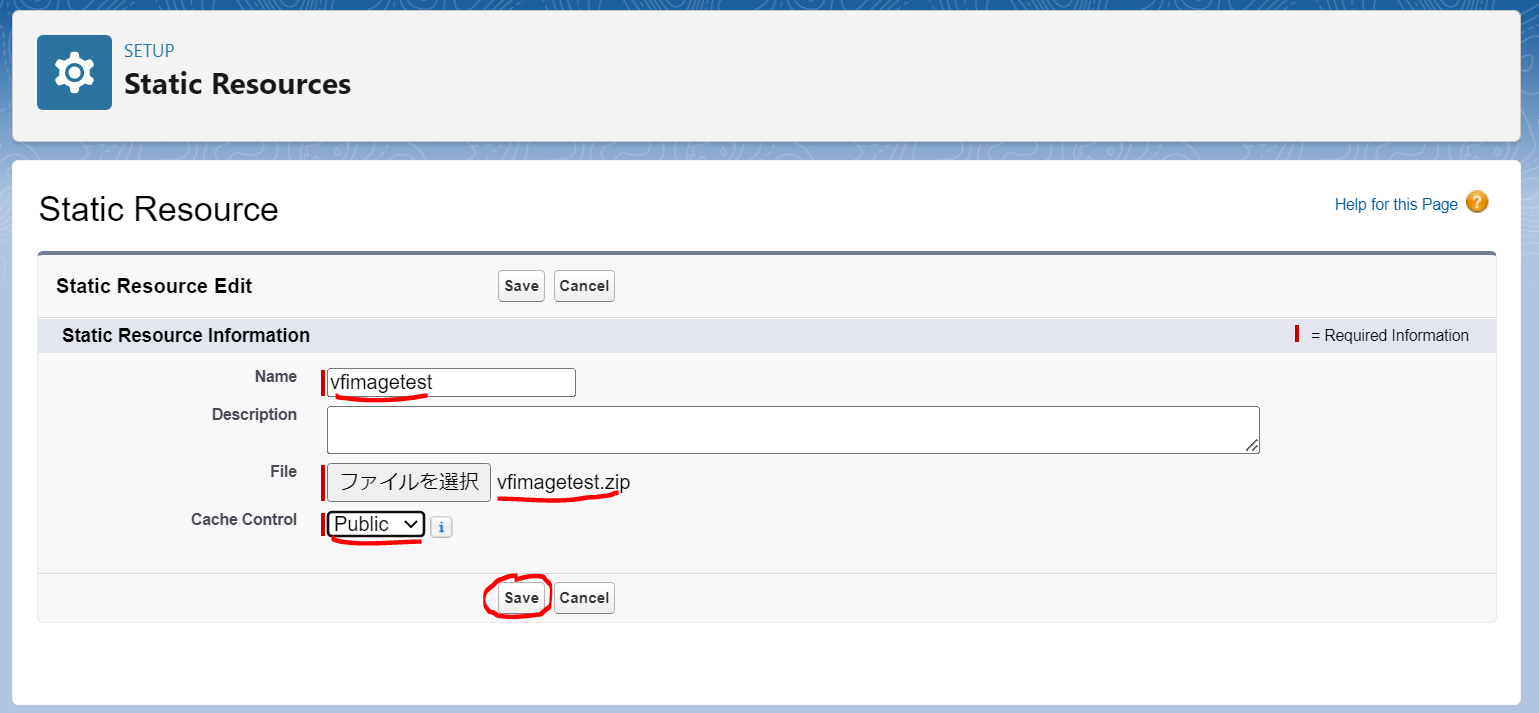 SETUP
Static Resources
Static Resource
Help for this Page ?
Static Resource Edit Save Cancel
Static Resource Information = Required Information
Name vfimagetest
Description
File ファイルを選択 vfimagetest.zip
Cache Control Public i
Save Cancel